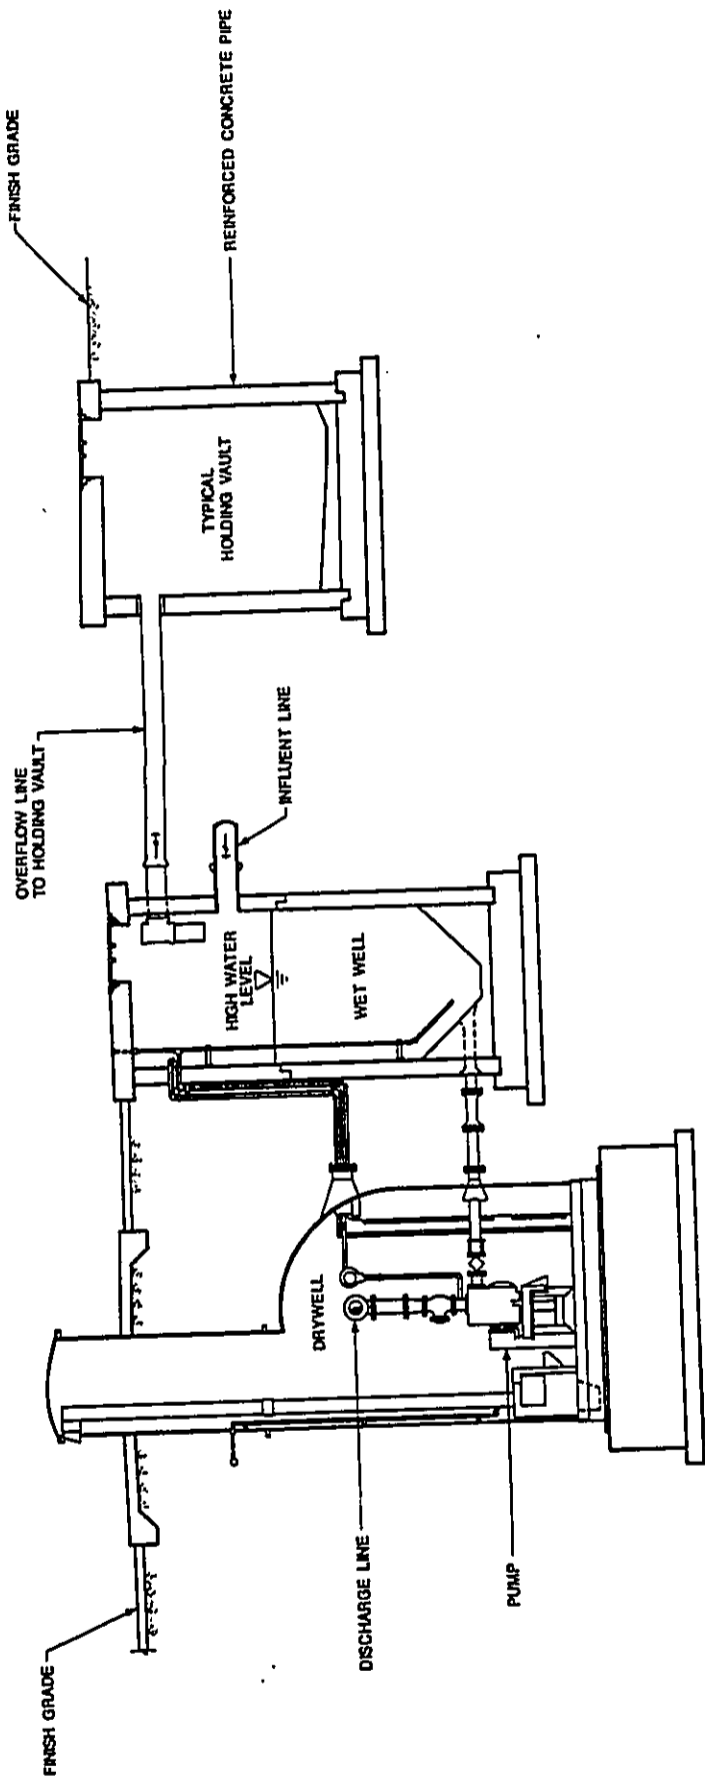 FINISH GRADE
DISCHARGE LINE
PUMP
DRYWELL
OVERFLOW LINE
TO HOLDING VAULT
HIGH WATER
LEVEL
WET WELL
INFLUENT LINE
TYPICAL
HOLDING VAULT
FINISH GRADE
REINFORCED CONCRETE PIPE